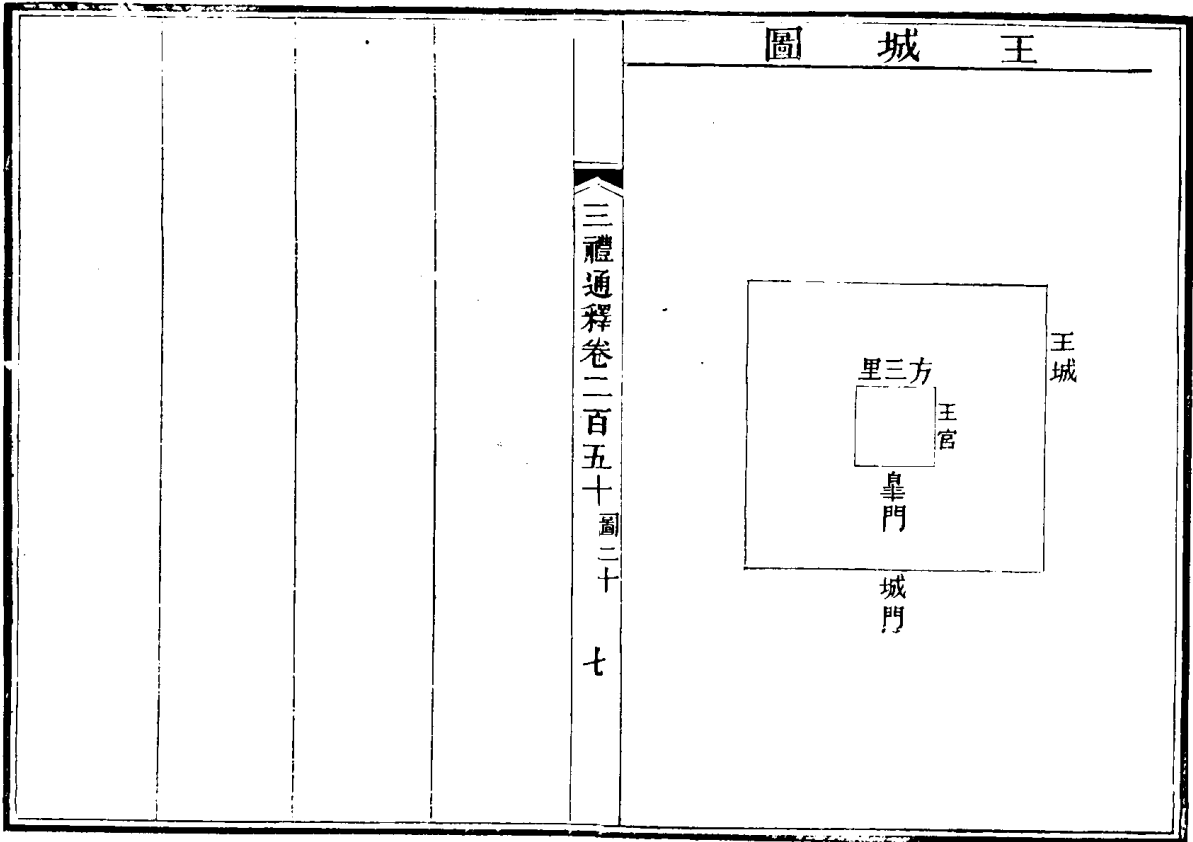 王城圖
王城
方三里
王宮
皐門
城門
三禮通釋卷二百五十 圖二十 七